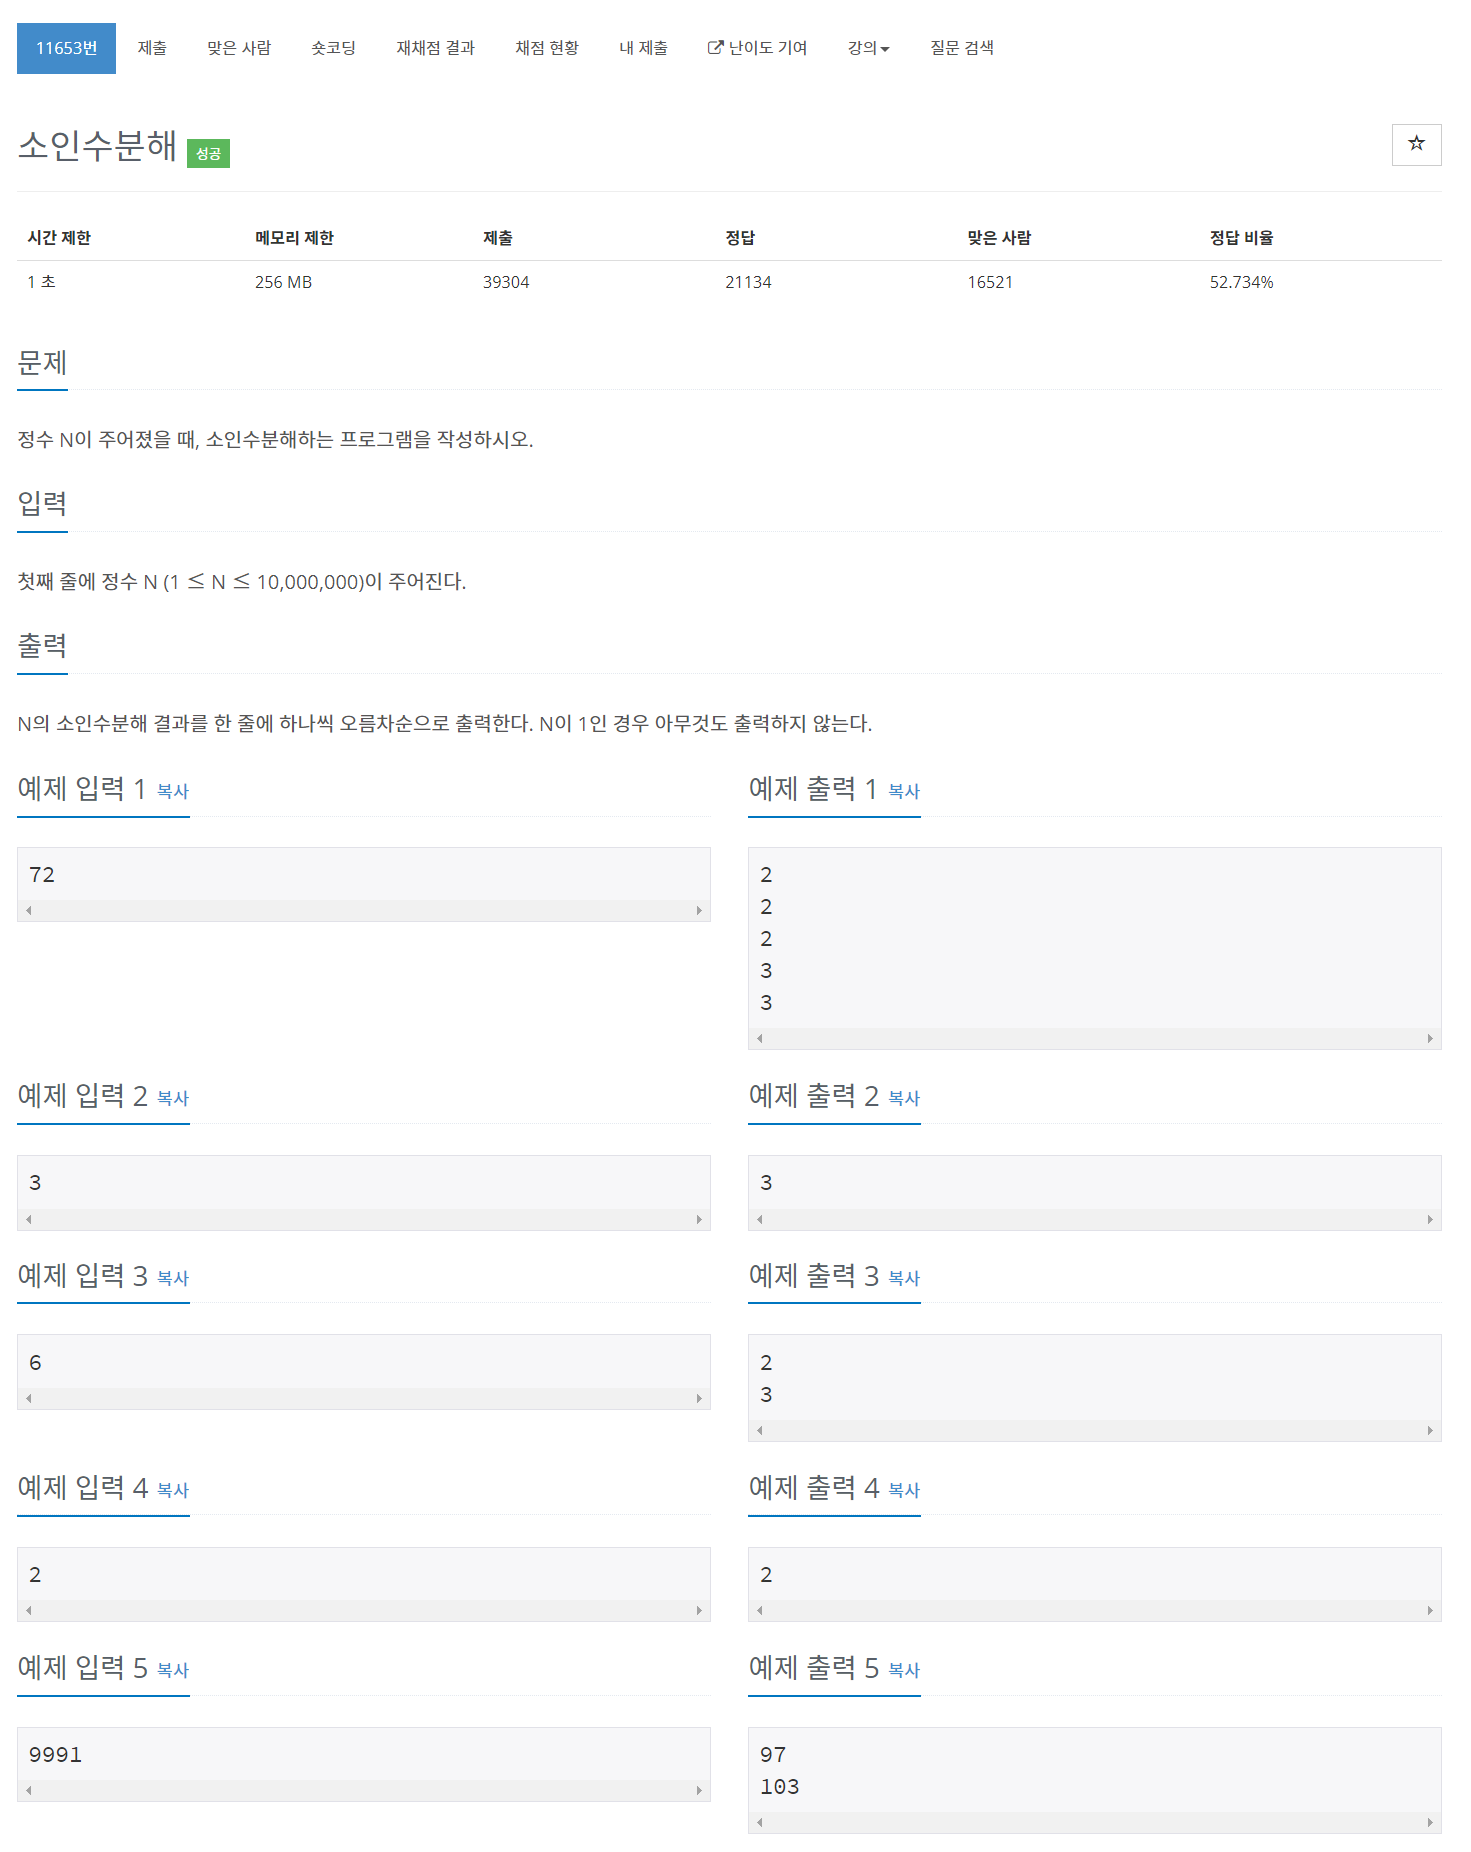 11653번 제출 맞은 사람 숏코딩 재채점 결과 채점 현황 내 제출 난이도 기여 강의 질문 검색
소인수분해 성공
시간 제한 메모리 제한 제출 정답 맞은 사람 정답 비율
1 초 256 MB 39304 21134 16521 52.734%
문제
정수 N이 주어졌을 때, 소인수분해하는 프로그램을 작성하시오.
입력
첫째 줄에 정수 N (1 ≤ N ≤ 10,000,000)이 주어진다.
출력
N의 소인수분해 결과를 한 줄에 하나씩 오름차순으로 출력한다. N이 1인 경우 아무것도 출력하지 않는다.
예제 입력 1 복사
72
예제 출력 1 복사
2
2
2
3
3
예제 입력 2 복사
3
예제 출력 2 복사
3
예제 입력 3 복사
6
예제 출력 3 복사
2
3
예제 입력 4 복사
2
예제 출력 4 복사
2
예제 입력 5 복사
9991
예제 출력 5 복사
97
103